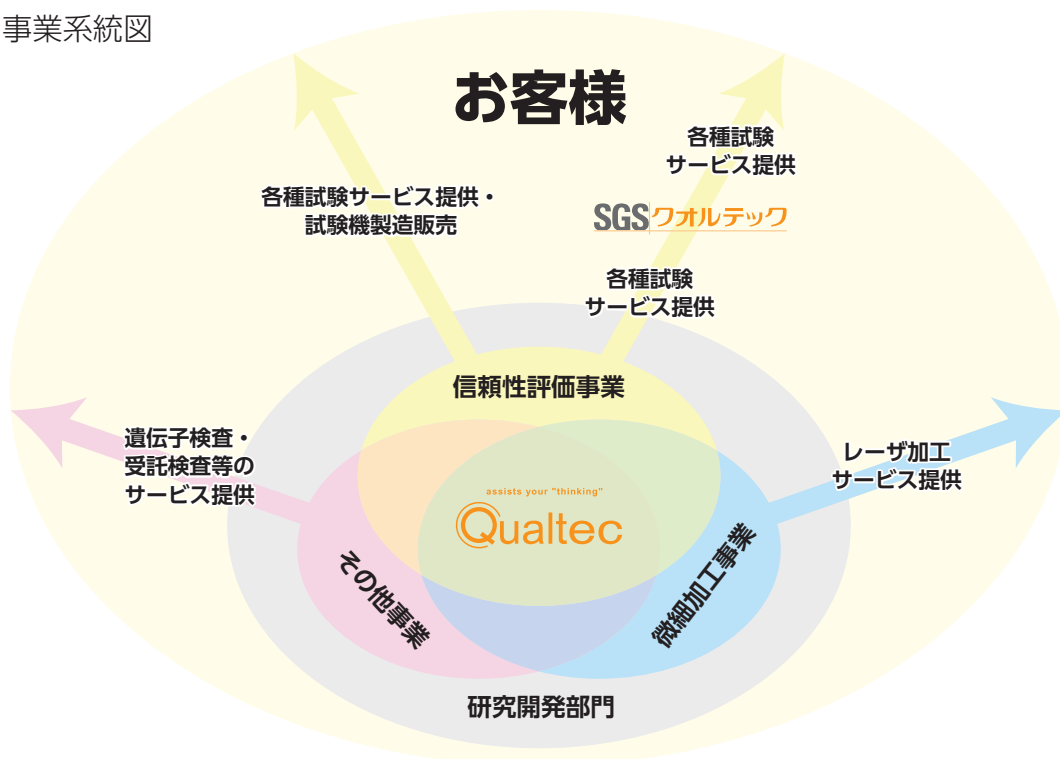 事業系統図
お客様
各種試験
サービス提供
各種試験サービス提供・
試験機製造販売
SGSクオルテック
各種試験
サービス提供
信頼性評価事業
遺伝子検査・
受託検査等の
サービス提供
レーザ加工
サービス提供
assists your "thinking"
Qualtec
その他事業
微細加工事業
研究開発部門